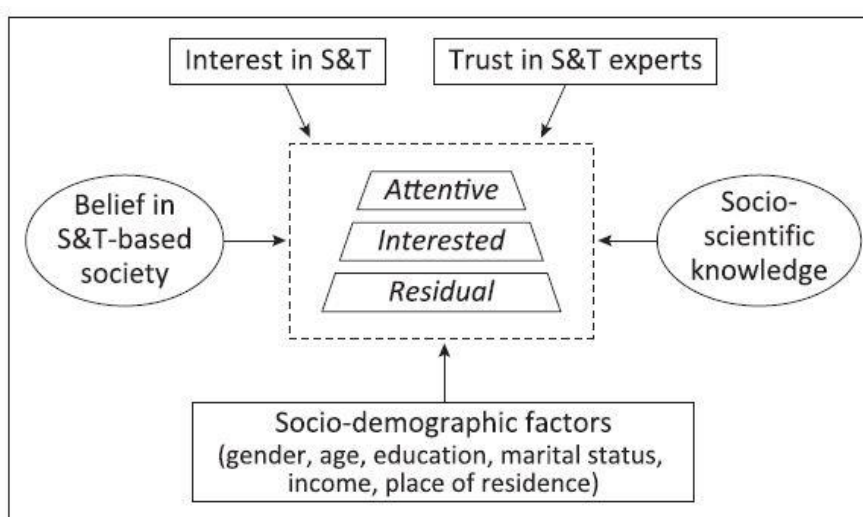 Interest in S&T
Trust in S&T experts
Attentive
Interested
Residual
Belief in
S&T-based
society
Socio-
scientific
knowledge
Socio-demographic factors
(gender, age, education, marital status,
income, place of residence)